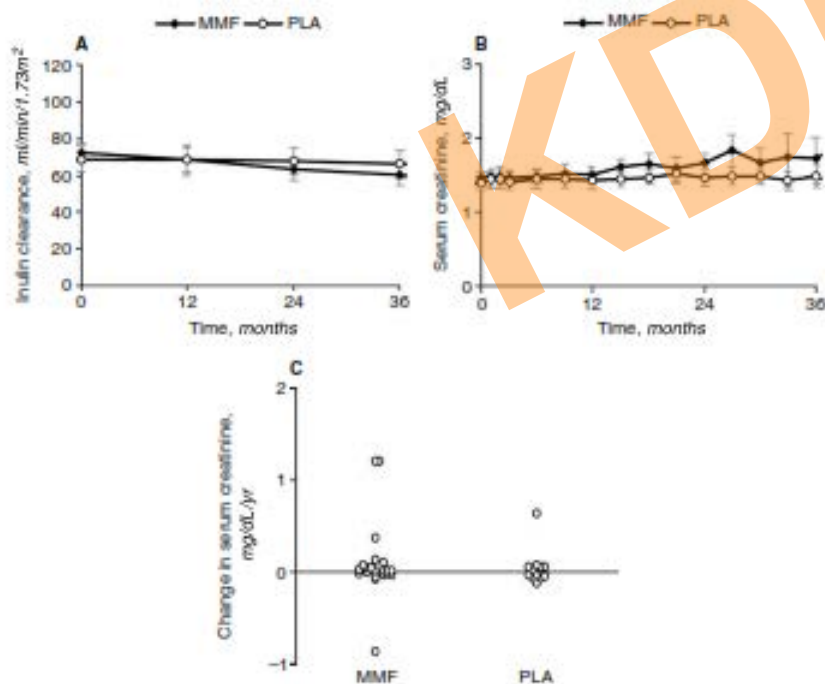 MMF PLA
A
120
100
80
60
40
20
0
0 12 24 36
Inulin clearance, ml/min/1.73m²
Time, months
MMF PLA
B
3
2
1
0
0 12 24 36
Serum creatinine, mg/dL
Time, months
C
2
1
0
−1
Change in serum creatinine,
mg/dL/yr
MMF PLA